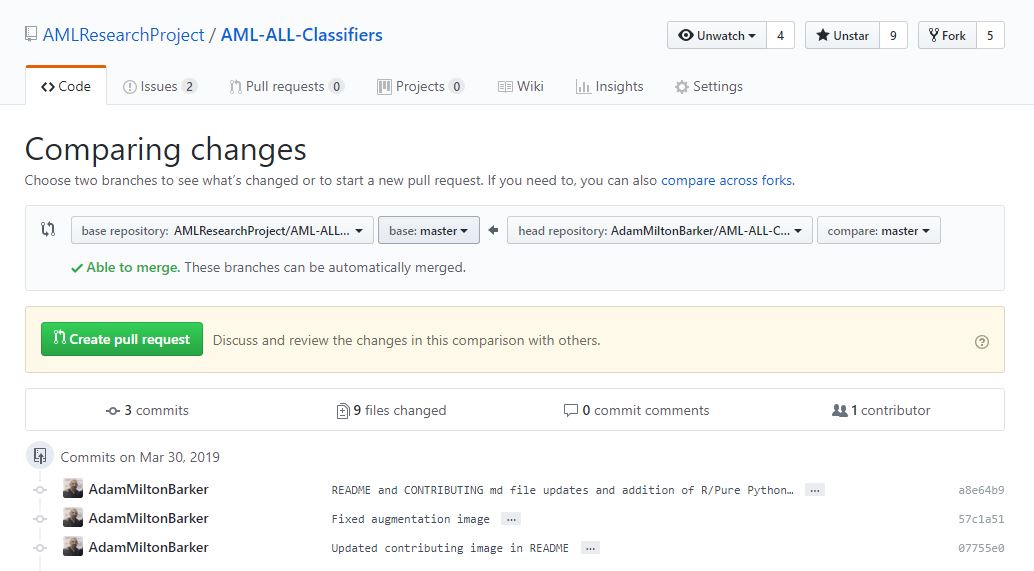 AMLResearchProject / AML-ALL-Classifiers
Unwatch 4 Unstar 9 Fork 5
Code Issues 2 Pull requests 0 Projects 0 Wiki Insights Settings
Comparing changes
Choose two branches to see what's changed or to start a new pull request. If you need to, you can also compare across forks.
base repository: AMLResearchProject/AML-ALL... base: master head repository: AdamMiltonBarker/AML-ALL-C... compare: master
Able to merge. These branches can be automatically merged.
Create pull request Discuss and review the changes in this comparison with others.
3 commits 9 files changed 0 commit comments 1 contributor
Commits on Mar 30, 2019
AdamMiltonBarker README and CONTRIBUTING md file updates and addition of R/Pure Python… … a8e64b9
AdamMiltonBarker Fixed augmentation image … 57c1a51
AdamMiltonBarker Updated contributing image in README … 07755e0